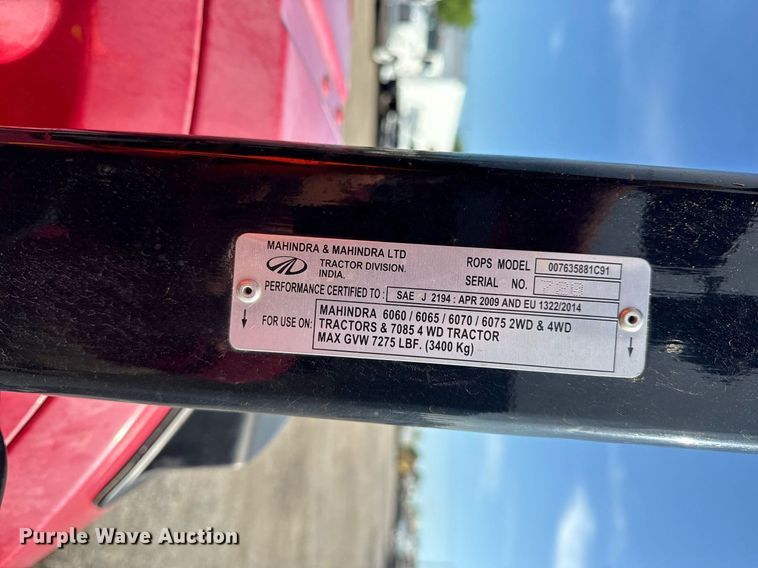 MAHINDRA & MAHINDRA LTD
TRACTOR DIVISION.
INDIA.
ROPS MODEL 007635881C91
SERIAL NO.
PERFORMANCE CERTIFIED TO : SAE J 2194 : APR 2009 AND EU 1322/2014
FOR USE ON: MAHINDRA 6060 / 6065 / 6070 / 6075 2WD & 4WD
TRACTORS & 7085 4 WD TRACTOR
MAX GVW 7275 LBF. (3400 Kg)
Purple Wave Auction